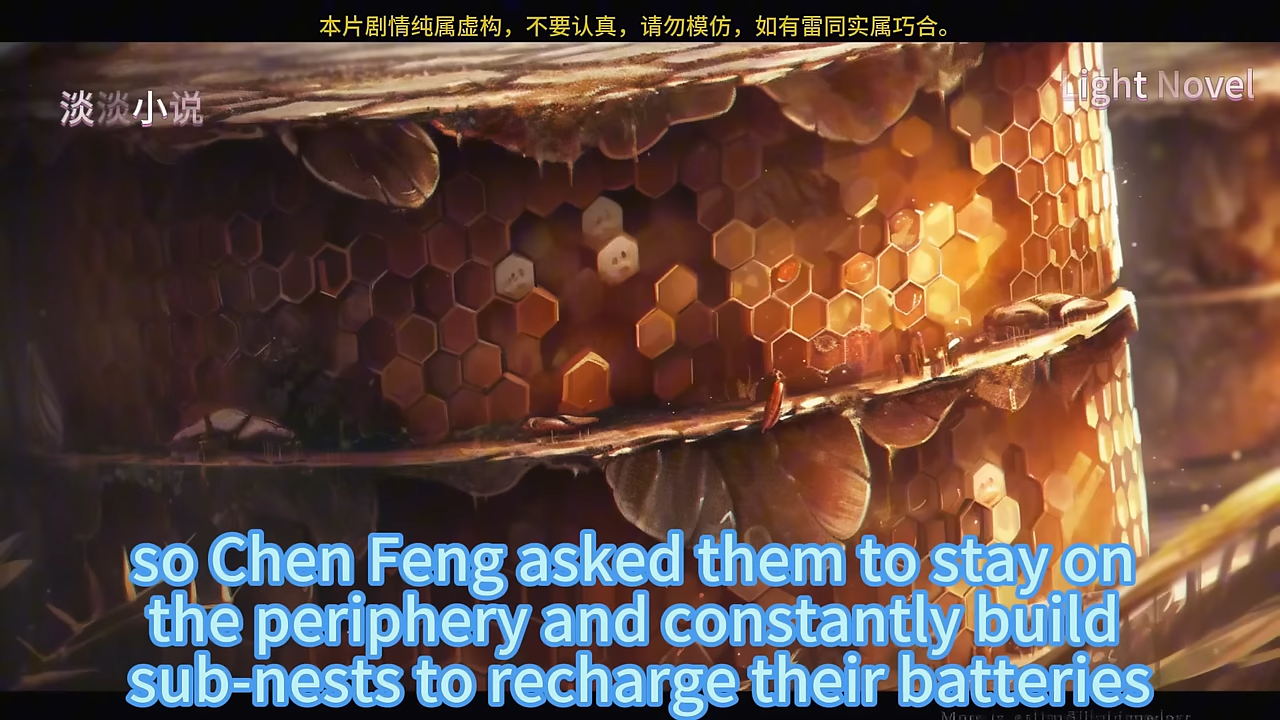 本片剧情纯属虚构，不要认真，请勿模仿，如有雷同实属巧合。
淡淡小说
Light Novel
so Chen Feng asked them to stay on
the periphery and constantly build
sub-nests to recharge their batteries